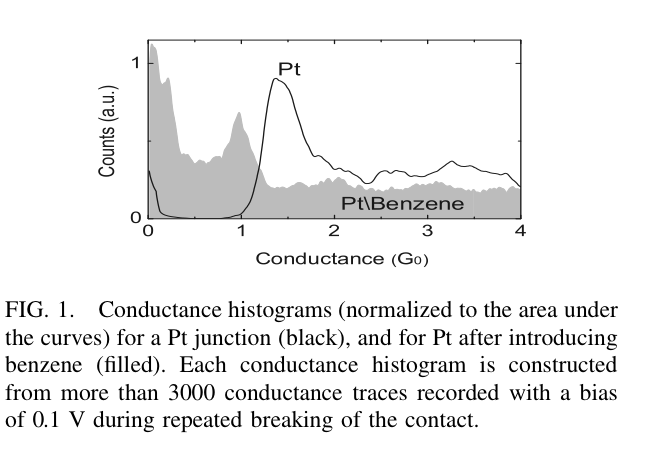 1
Pt
Counts (a.u.)
Pt\Benzene
0
0 1 2 3 4
Conductance (G0)
FIG. 1. Conductance histograms (normalized to the area under
the curves) for a Pt junction (black), and for Pt after introducing
benzene (filled). Each conductance histogram is constructed
from more than 3000 conductance traces recorded with a bias
of 0.1 V during repeated breaking of the contact.